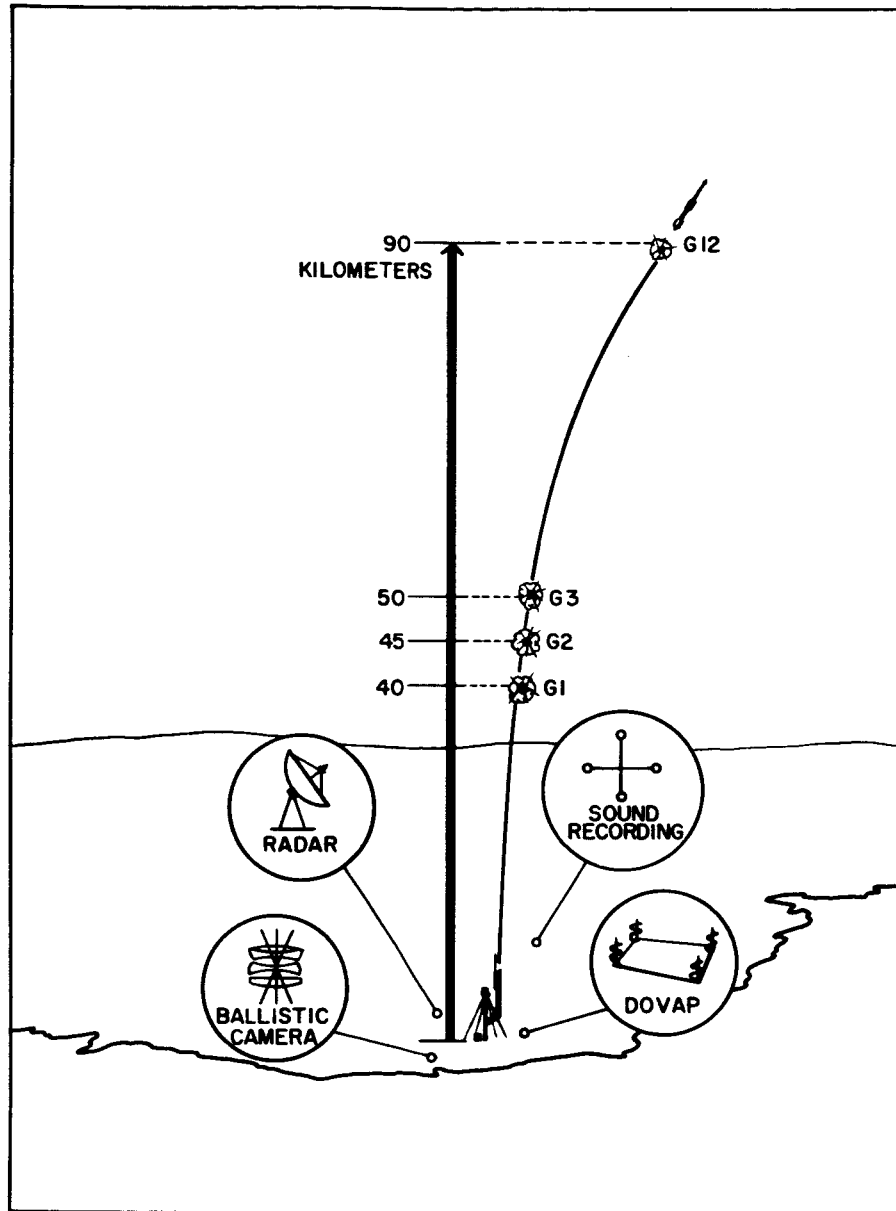 90
KILOMETERS
G12
50
G3
45
G2
40
G1
RADAR
SOUND
RECORDING
BALLISTIC
CAMERA
DOVAP